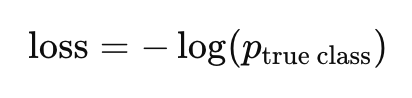 loss = − log(p_true class)